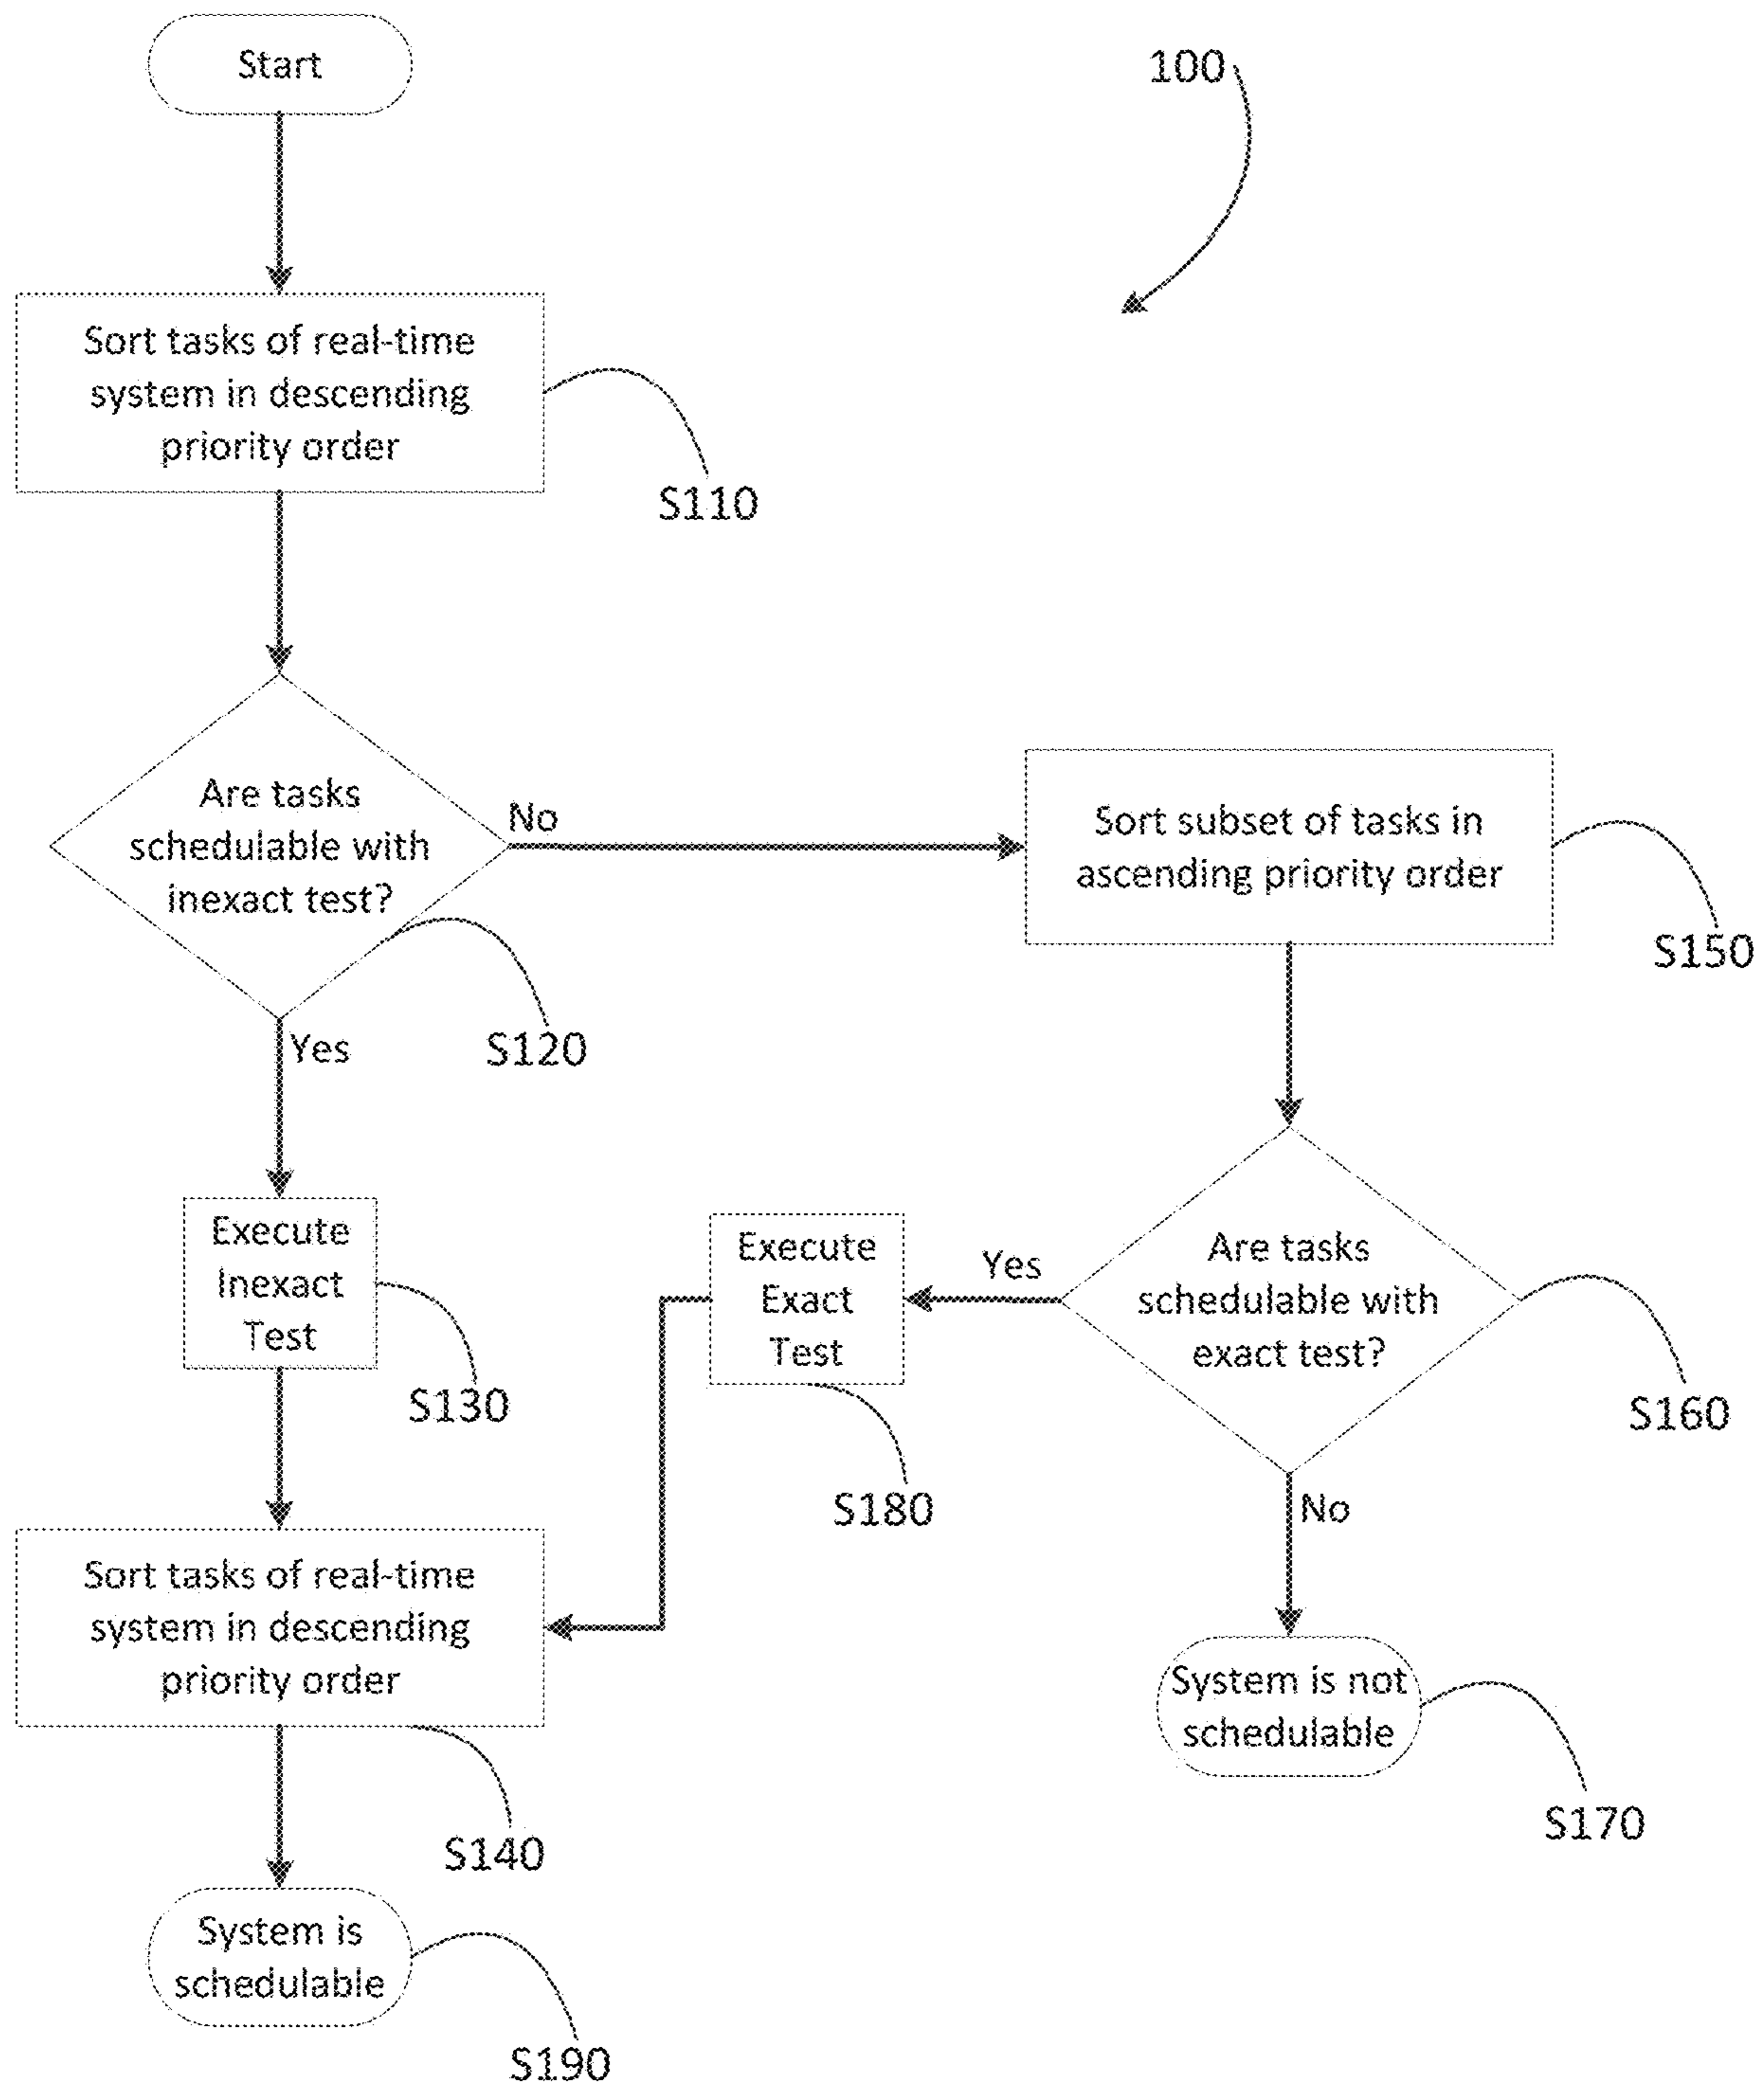 Start
100
Sort tasks of real-time
system in descending
priority order
S110
Are tasks
schedulable with
inexact test?
No
Yes
S120
Sort subset of tasks in
ascending priority order
S150
Execute
Inexact
Test
S130
Execute
Exact
Test
S180
Yes
Are tasks
schedulable with
exact test?
S160
No
Sort tasks of real-time
system in descending
priority order
S140
System is not
schedulable
S170
System is
schedulable
S190